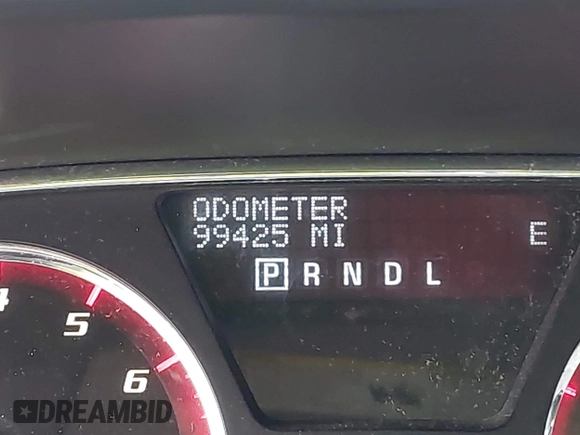 ODOMETER
99425 MI E
P R N D L
4
5
6
DREAMBID